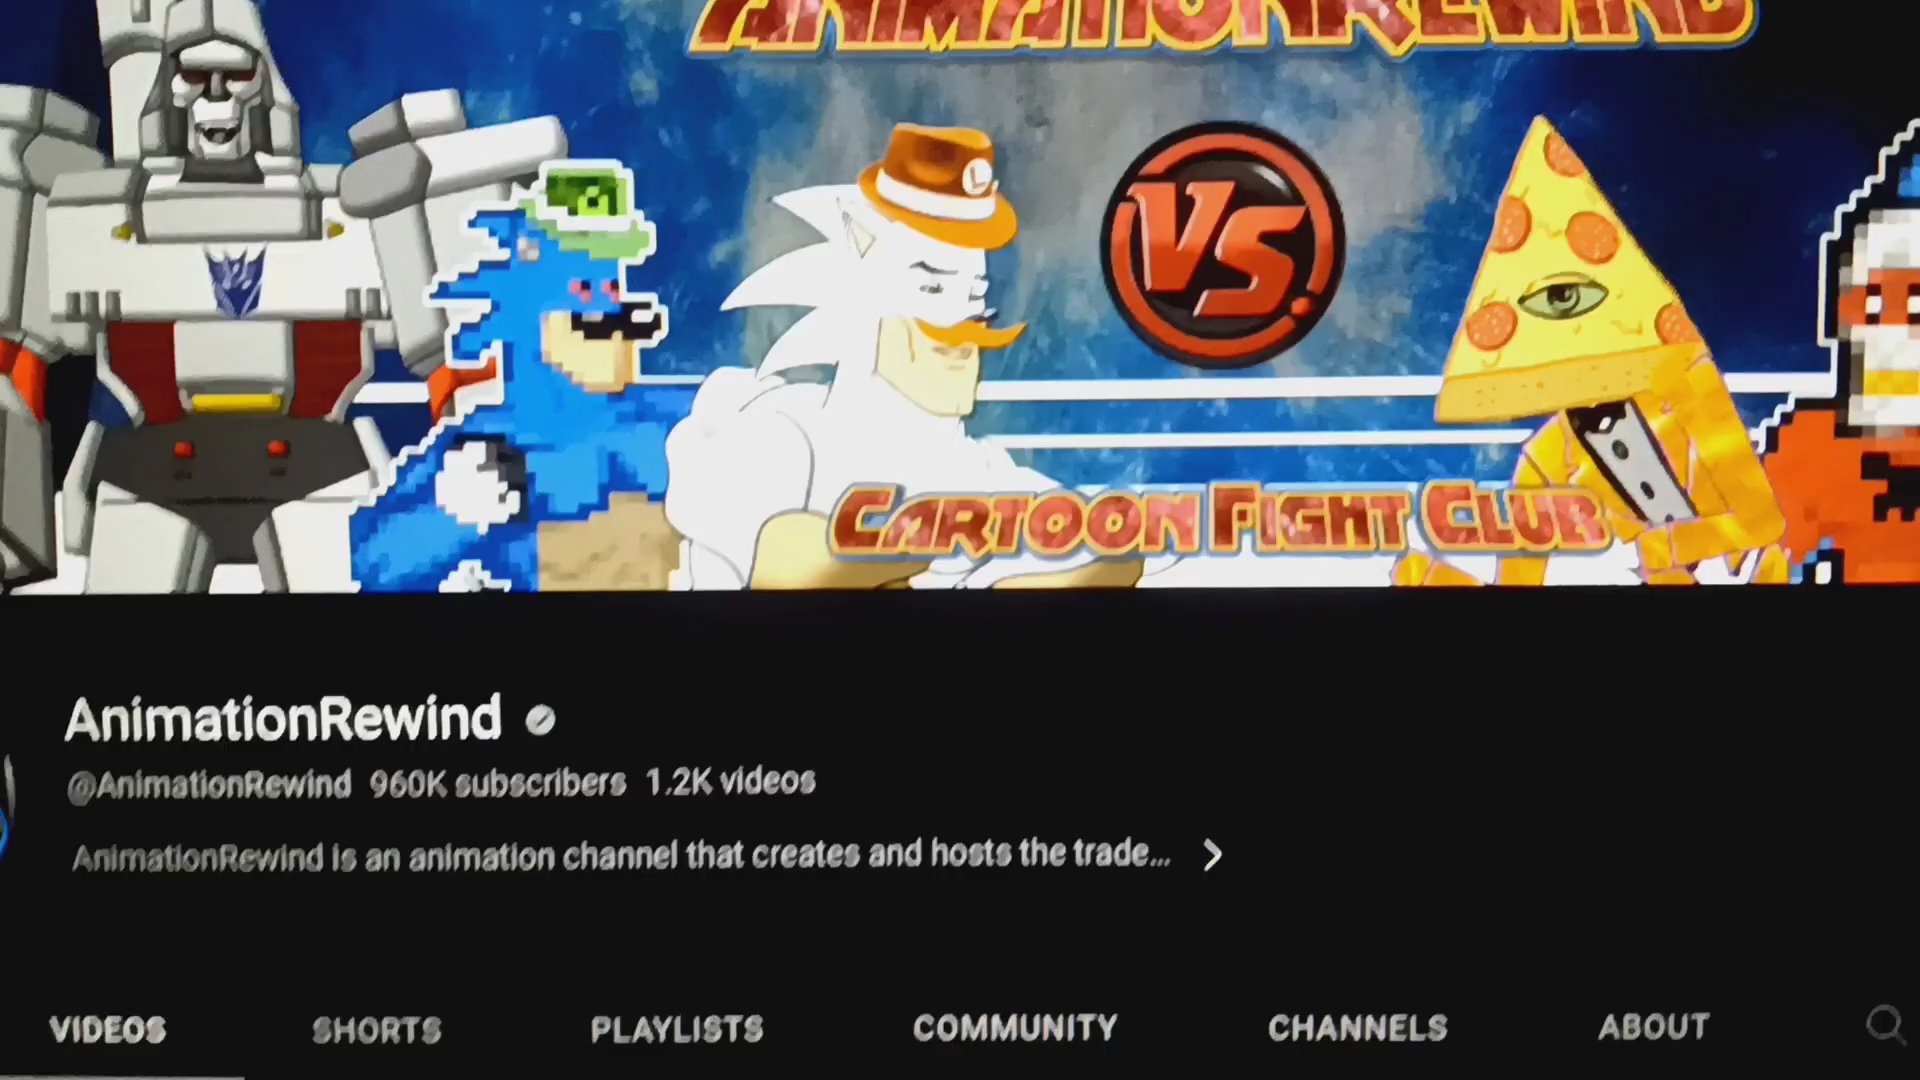 ANIMATIONREWIND
L
VS
CARTOON FIGHT CLUB
AnimationRewind
@AnimationRewind 960K subscribers 1.2K videos
AnimationRewind is an animation channel that creates and hosts the trade...
VIDEOS SHORTS PLAYLISTS COMMUNITY CHANNELS ABOUT